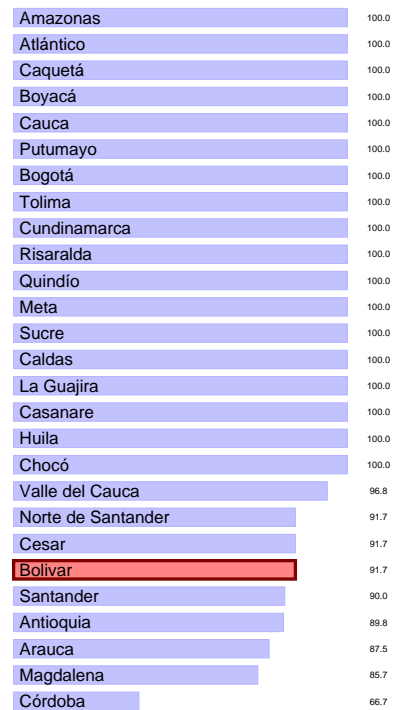 Amazonas 100.0
Atlántico 100.0
Caquetá 100.0
Boyacá 100.0
Cauca 100.0
Putumayo 100.0
Bogotá 100.0
Tolima 100.0
Cundinamarca 100.0
Risaralda 100.0
Quindío 100.0
Meta 100.0
Sucre 100.0
Caldas 100.0
La Guajira 100.0
Casanare 100.0
Huila 100.0
Chocó 100.0
Valle del Cauca 96.8
Norte de Santander 91.7
Cesar 91.7
Bolivar 91.7
Santander 90.0
Antioquia 89.8
Arauca 87.5
Magdalena 85.7
Córdoba 66.7